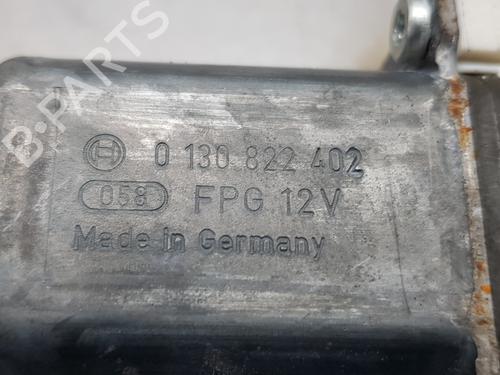 B-PARTS
0 130 822 402
058 FPG 12V
Made in Germany